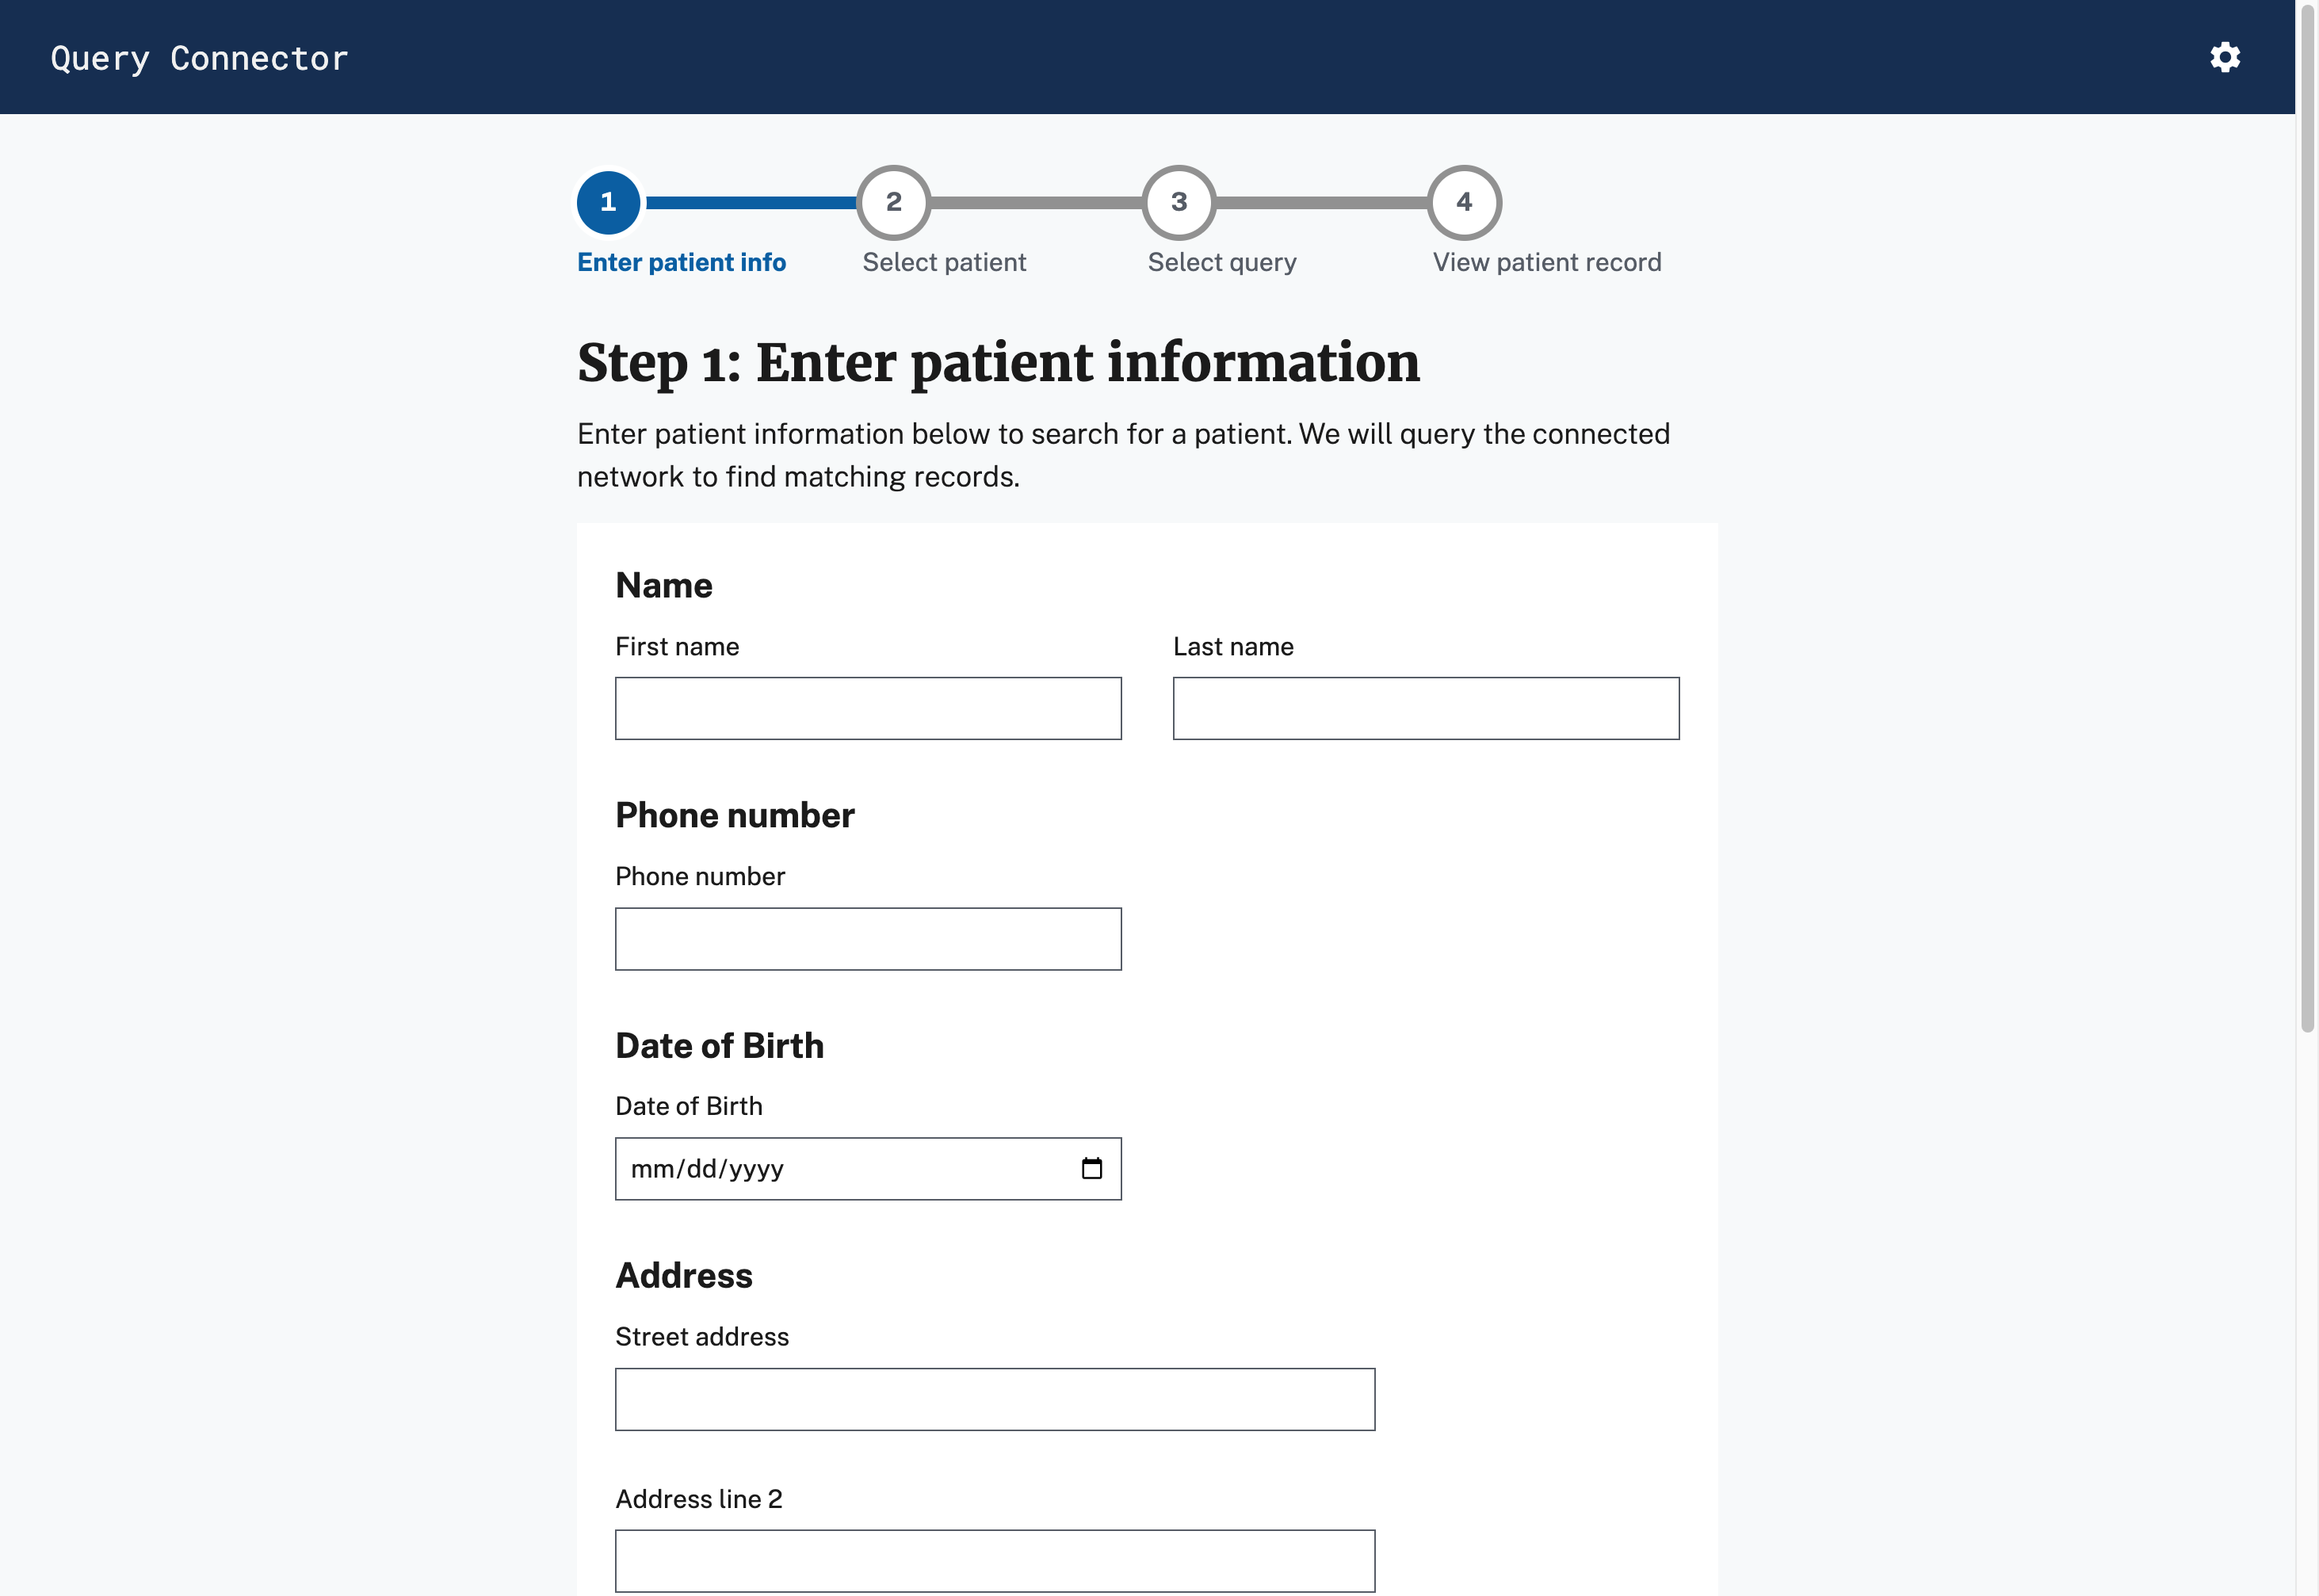 Query Connector
1
2
3
4
Enter patient info
Select patient
Select query
View patient record
Step 1: Enter patient information
Enter patient information below to search for a patient. We will query the connected
network to find matching records.
Name
First name
Last name
Phone number
Phone number
Date of Birth
Date of Birth
mm/dd/yyyy
Address
Street address
Address line 2